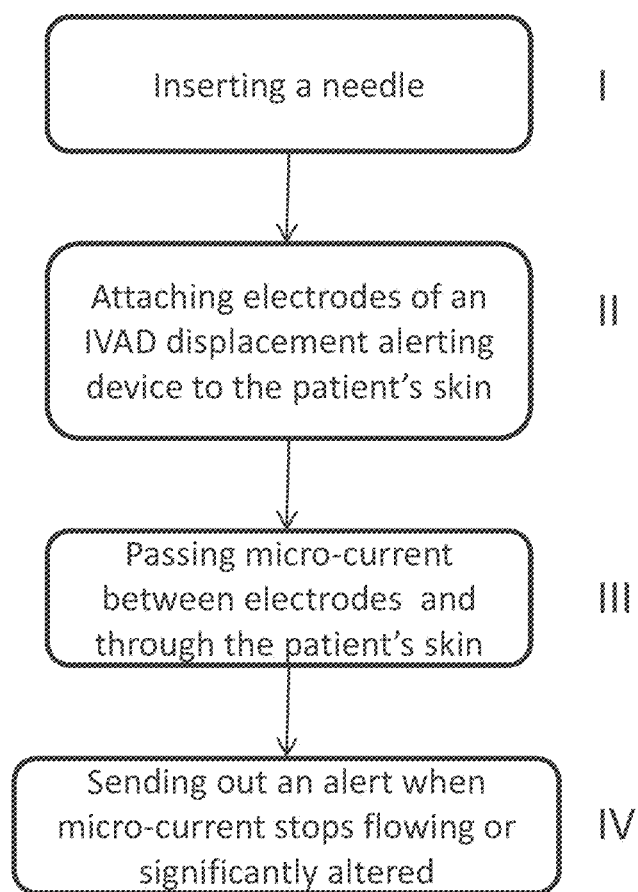 Inserting a needle
I
Attaching electrodes of an
IVAD displacement alerting
device to the patient's skin
II
Passing micro-current
between electrodes and
through the patient's skin
III
Sending out an alert when
micro-current stops flowing or
significantly altered
IV